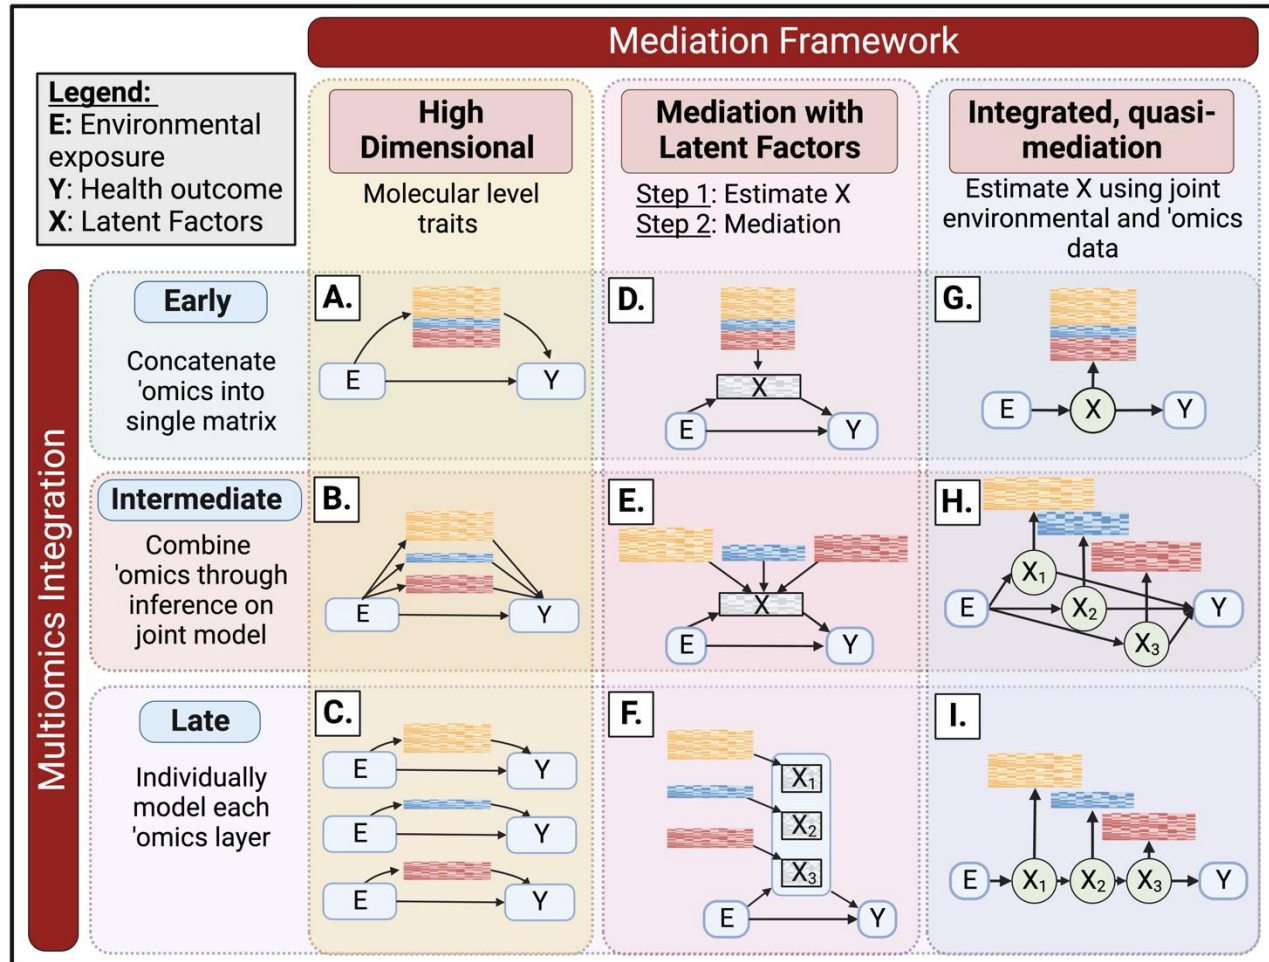 Mediation Framework
Legend:
E: Environmental
exposure
Y: Health outcome
X: Latent Factors
High
Dimensional
Molecular level
traits
Mediation with
Latent Factors
Step 1: Estimate X
Step 2: Mediation
Integrated, quasi-
mediation
Estimate X using joint
environmental and 'omics
data
Multiomics Integration
Early
Concatenate
'omics into
single matrix
A.
E
Y
D.
X
E
Y
G.
E
X
Y
Intermediate
Combine
'omics through
inference on
joint model
B.
E
Y
E.
X
E
Y
H.
X1
E
X2
Y
X3
Late
Individually
model each
'omics layer
C.
E
Y
E
Y
E
Y
F.
X1
X2
X3
E
Y
I.
E
X1
X2
X3
Y